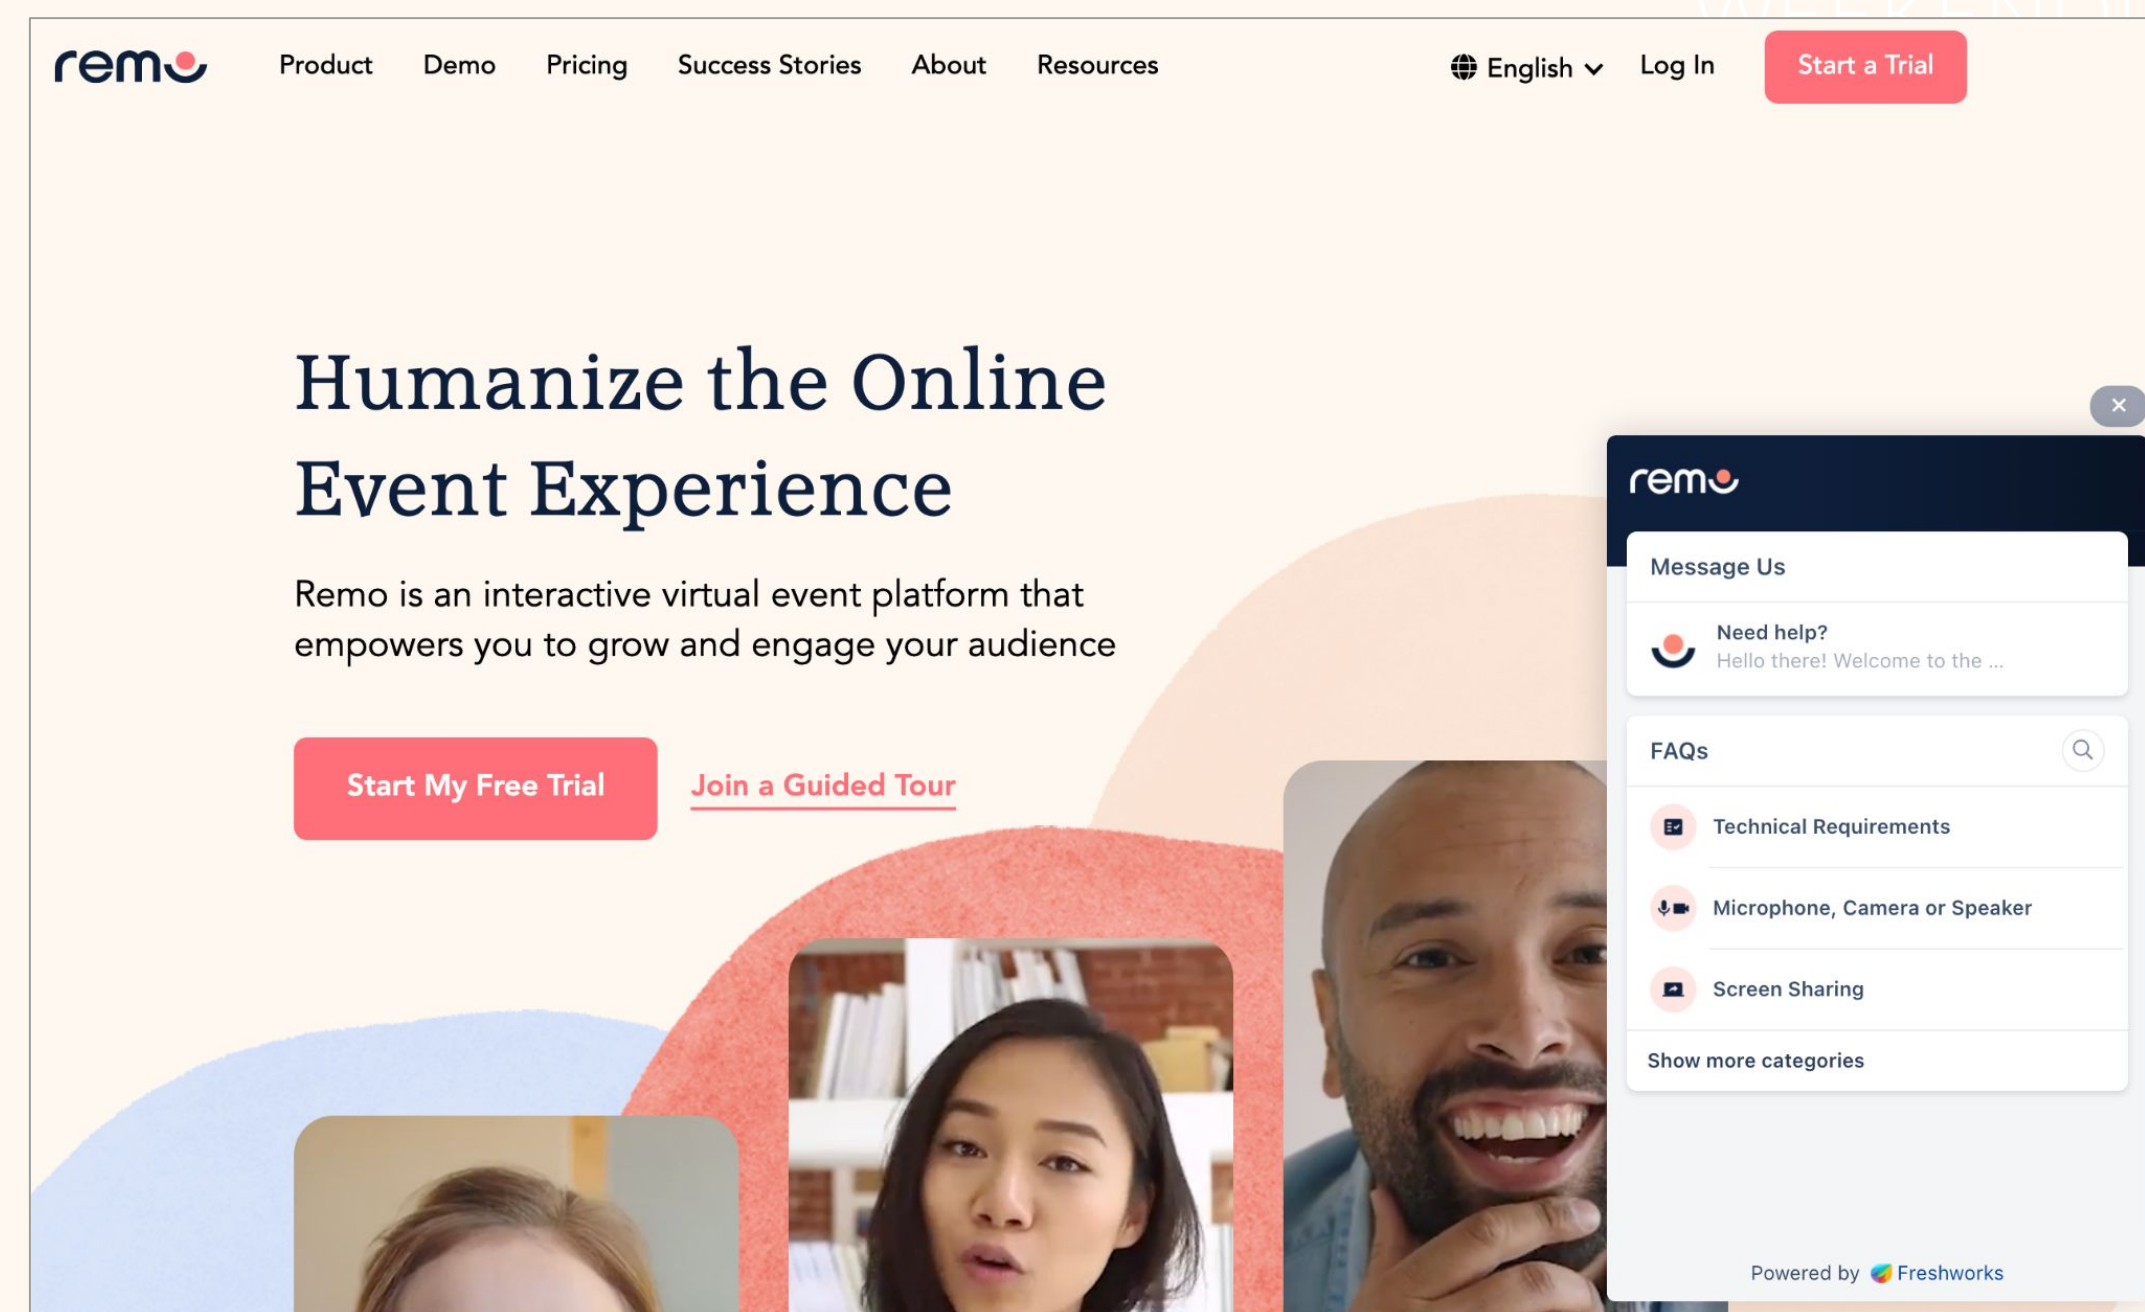 WEEKEND
remo
Product Demo Pricing Success Stories About Resources
English Log In Start a Trial
Humanize the Online
Event Experience
Remo is an interactive virtual event platform that
empowers you to grow and engage your audience
Start My Free Trial Join a Guided Tour
remo
Message Us
Need help?
Hello there! Welcome to the ...
FAQs
Technical Requirements
Microphone, Camera or Speaker
Screen Sharing
Show more categories
Powered by Freshworks